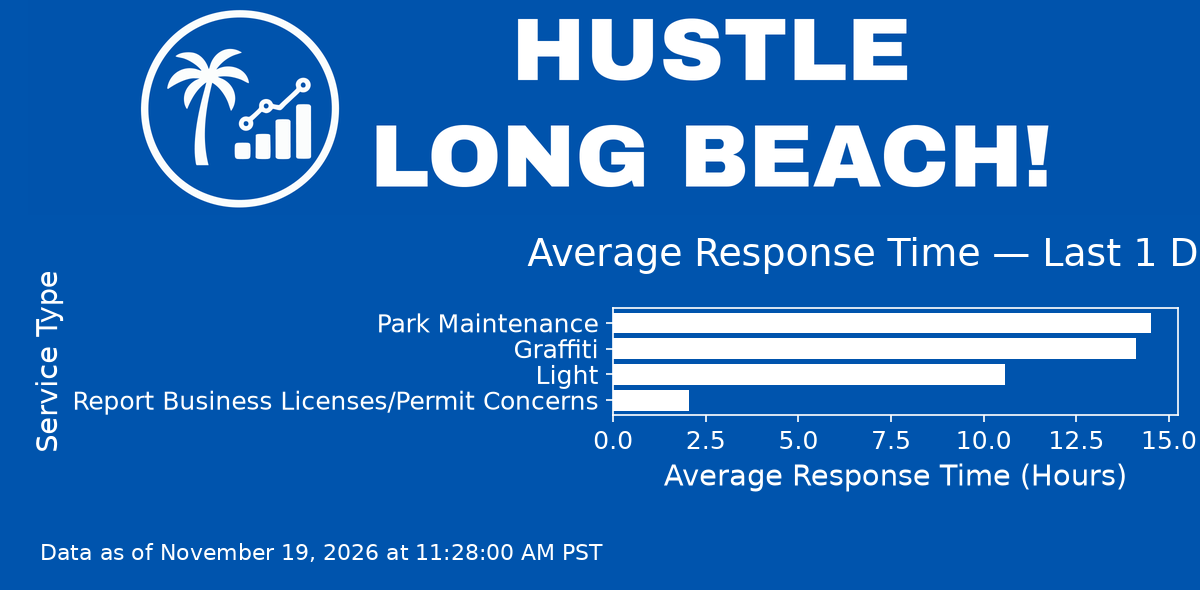 HUSTLE
LONG BEACH!
Average Response Time — Last 1 D
Service Type
Park Maintenance
Graffiti
Light
Report Business Licenses/Permit Concerns
0.0 2.5 5.0 7.5 10.0 12.5 15.0
Average Response Time (Hours)
Data as of November 19, 2026 at 11:28:00 AM PST